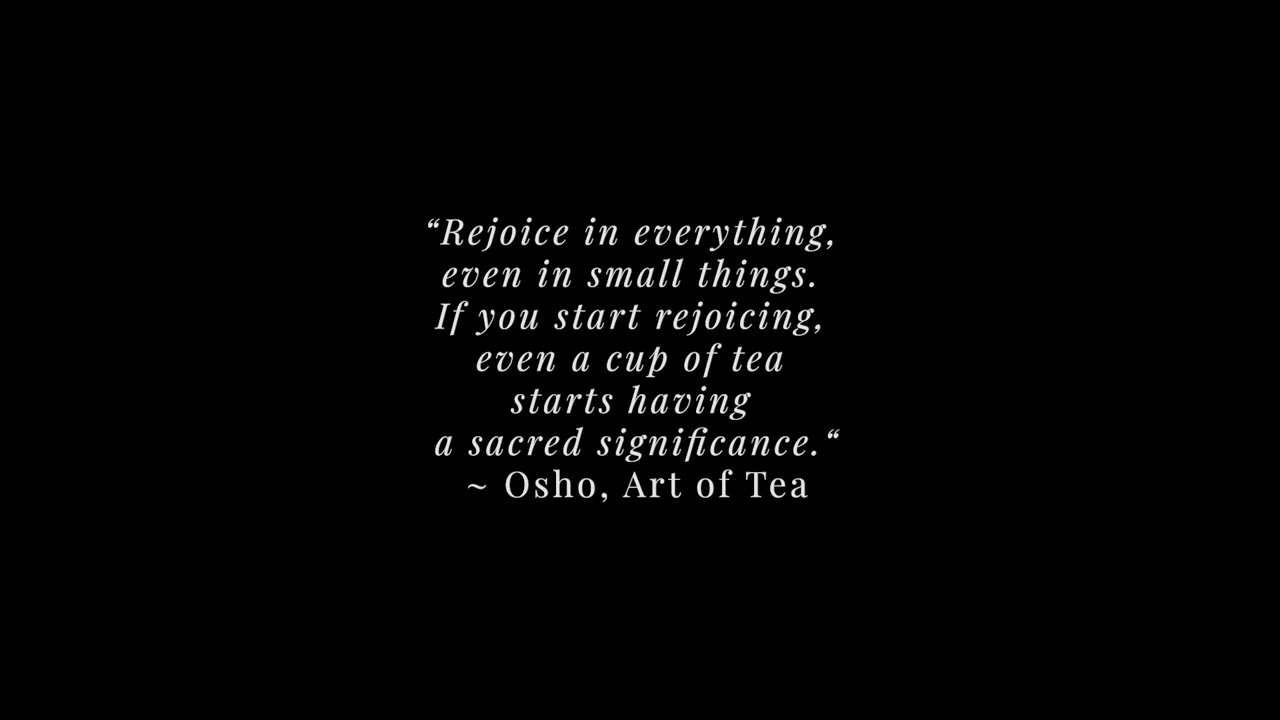 “Rejoice in everything,
even in small things.
If you start rejoicing,
even a cup of tea
starts having
a sacred significance.“
~ Osho, Art of Tea